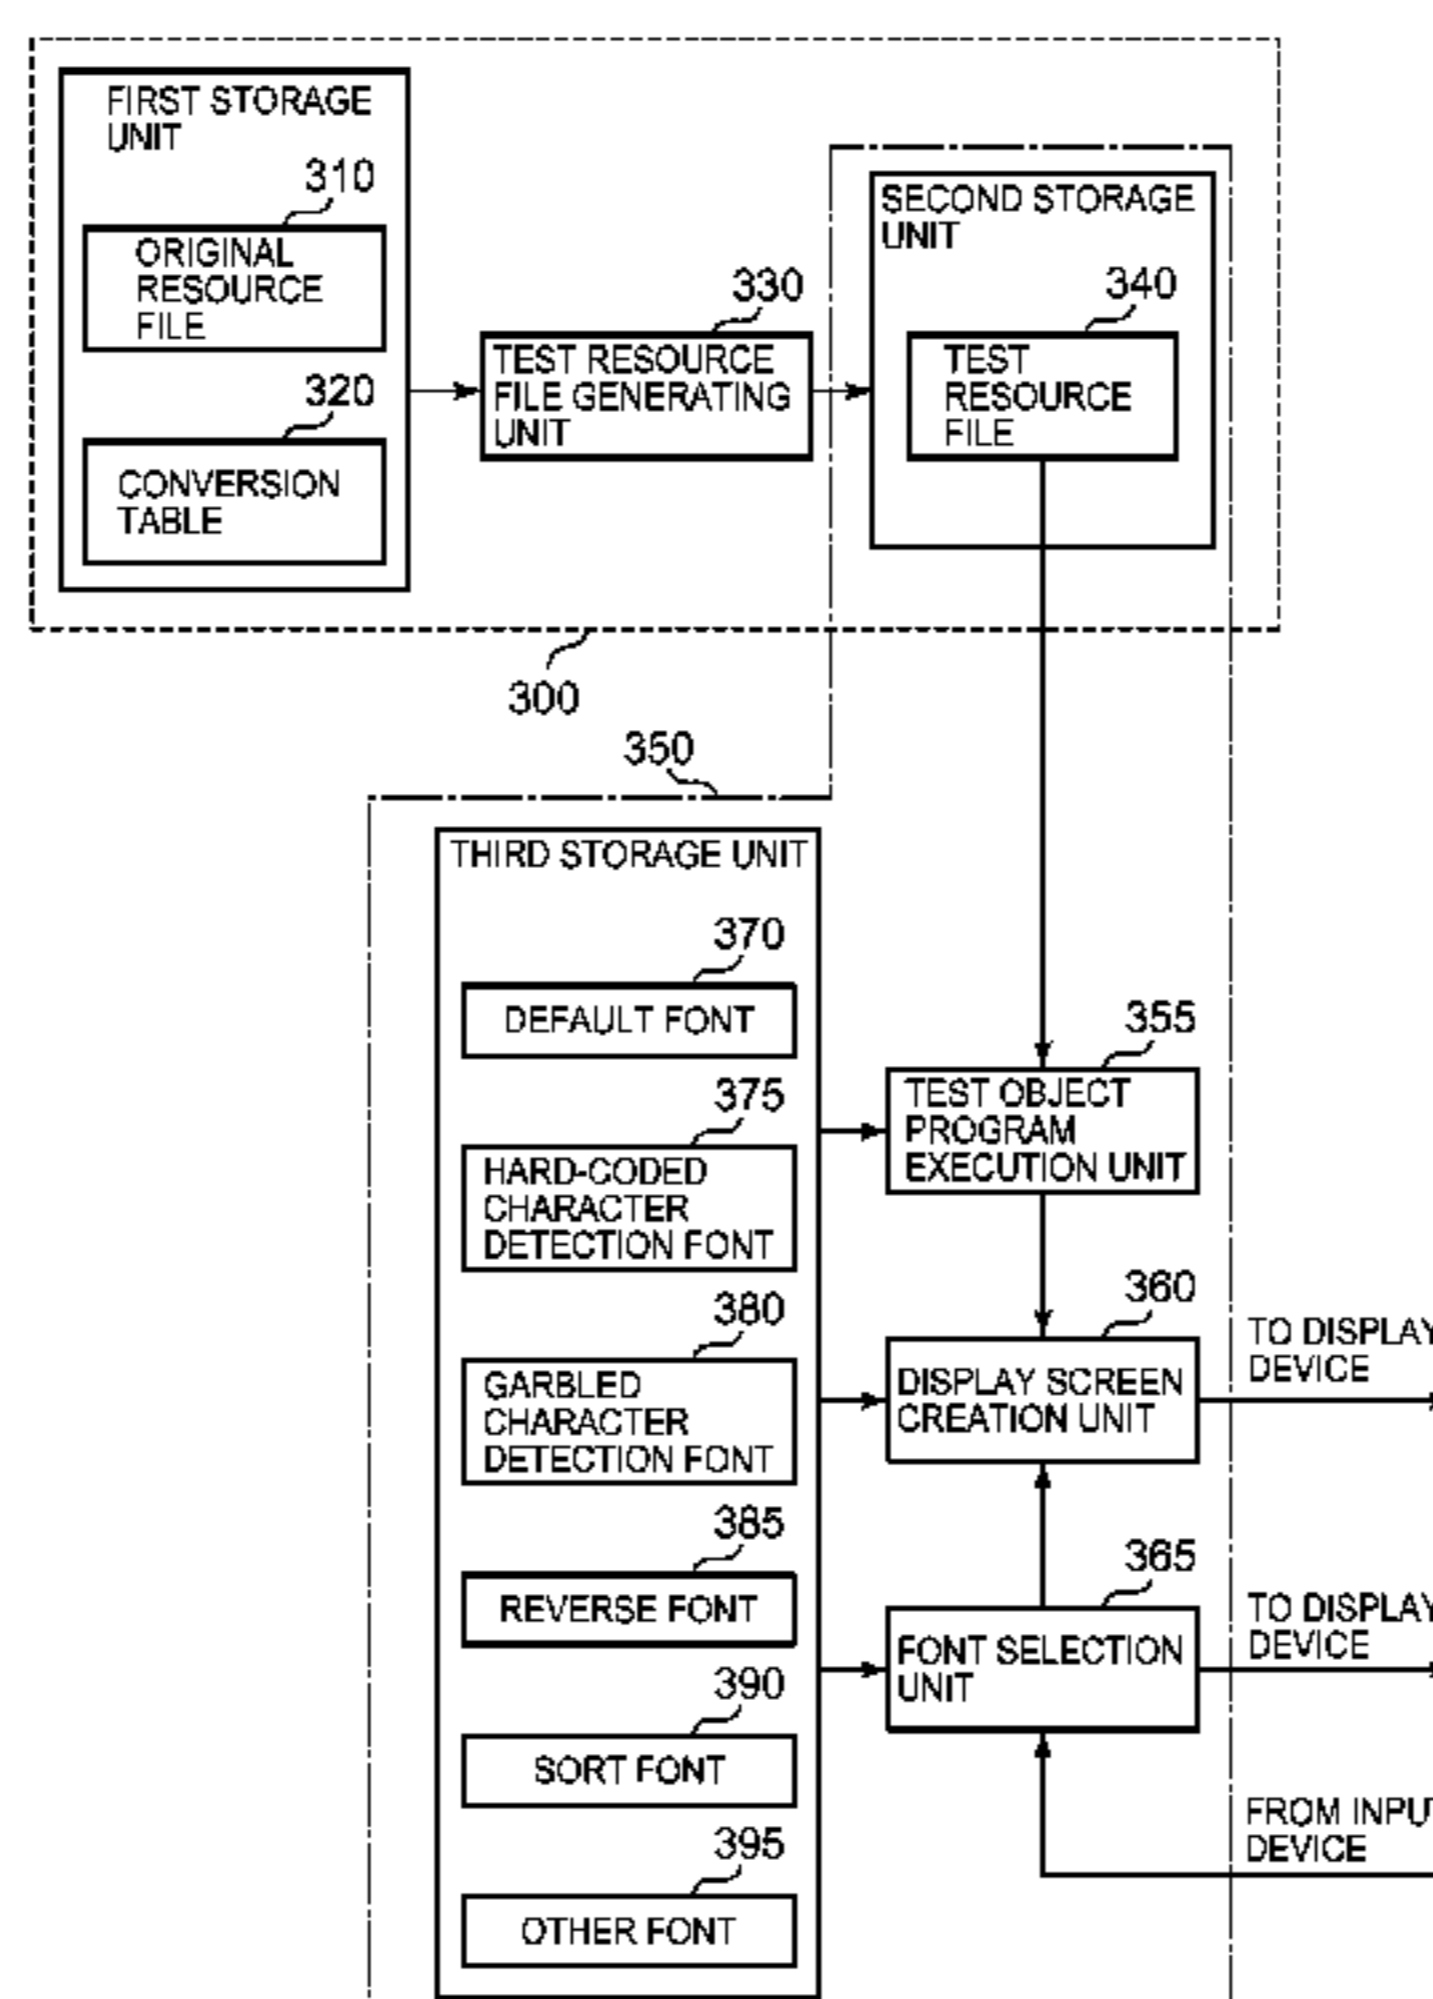 FIRST STORAGE
UNIT
310
ORIGINAL
RESOURCE
FILE
320
CONVERSION
TABLE
330
TEST RESOURCE
FILE GENERATING
UNIT
SECOND STORAGE
UNIT
340
TEST
RESOURCE
FILE
300
350
THIRD STORAGE UNIT
370
DEFAULT FONT
375
HARD-CODED
CHARACTER
DETECTION FONT
380
GARBLED
CHARACTER
DETECTION FONT
385
REVERSE FONT
390
SORT FONT
395
OTHER FONT
355
TEST OBJECT
PROGRAM
EXECUTION UNIT
360
DISPLAY SCREEN
CREATION UNIT
TO DISPLAY
DEVICE
365
FONT SELECTION
UNIT
TO DISPLAY
DEVICE
FROM INPUT
DEVICE